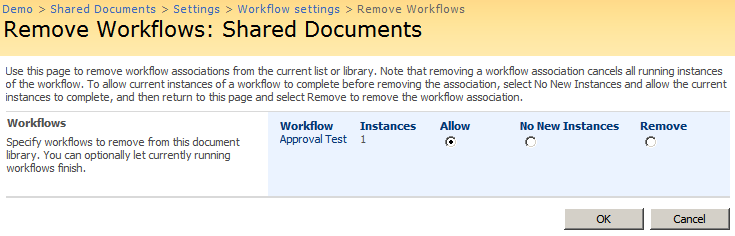 Demo > Shared Documents > Settings > Workflow settings > Remove Workflows
Remove Workflows: Shared Documents
Use this page to remove workflow associations from the current list or library. Note that removing a workflow association cancels all running instances
of the workflow. To allow current instances of a workflow to complete before removing the association, select No New Instances and allow the current
instances to complete, and then return to this page and select Remove to remove the workflow association.
Workflows
Specify workflows to remove from this document
library. You can optionally let currently running
workflows finish.
Workflow Instances Allow No New Instances Remove
Approval Test 1
OK Cancel